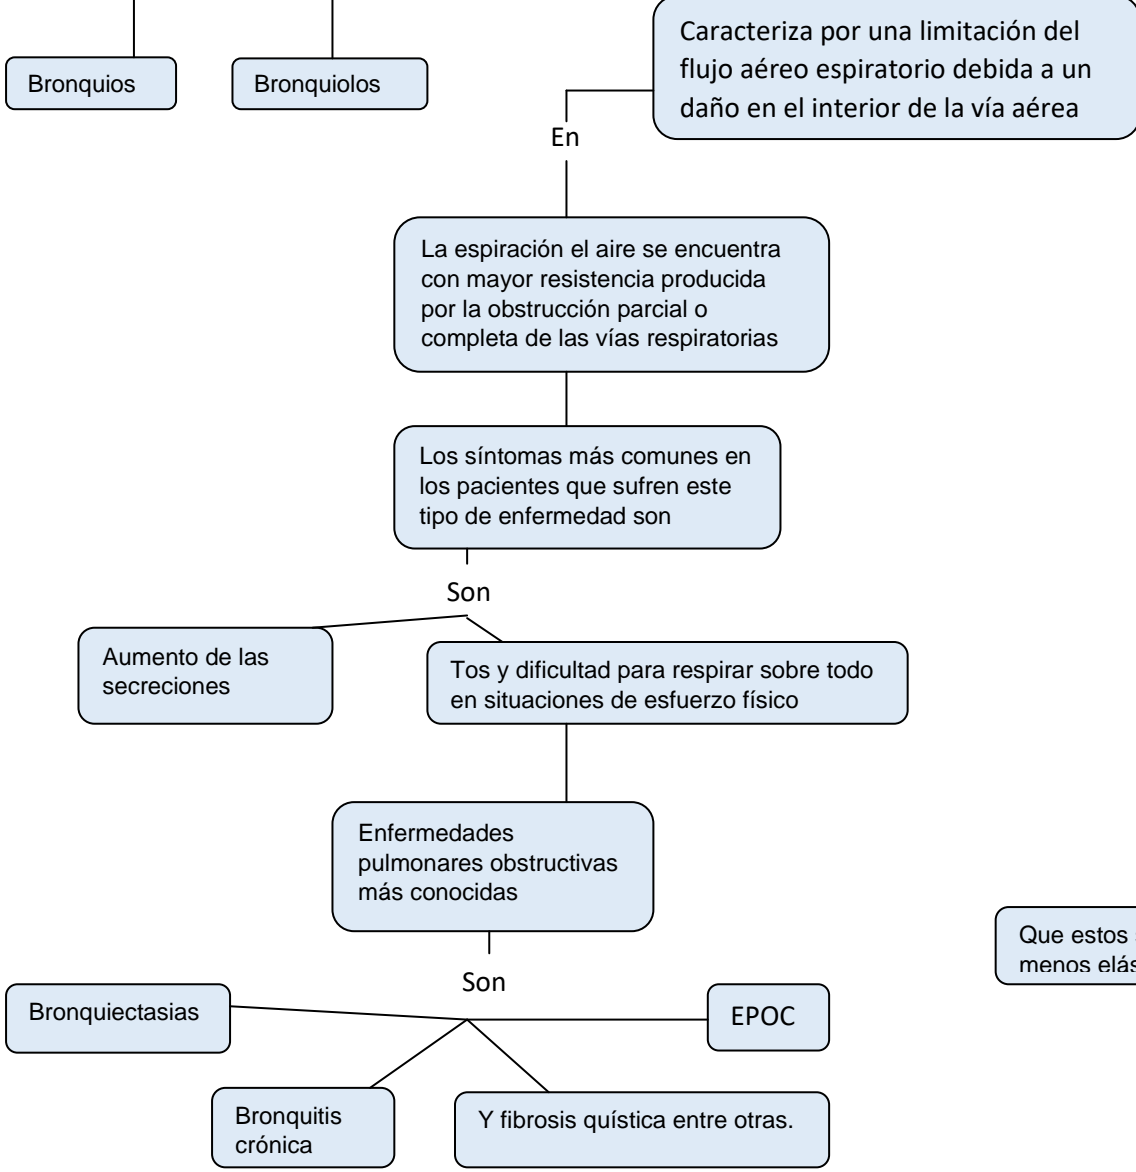 Bronquios
Bronquiolos
Caracteriza por una limitación del
flujo aéreo espiratorio debida a un
daño en el interior de la vía aérea
En
La espiración el aire se encuentra
con mayor resistencia producida
por la obstrucción parcial o
completa de las vías respiratorias
Los síntomas más comunes en
los pacientes que sufren este
tipo de enfermedad son
Son
Aumento de las
secreciones
Tos y dificultad para respirar sobre todo
en situaciones de esfuerzo físico
Enfermedades
pulmonares obstructivas
más conocidas
Que estos
menos
Son
Bronquiectasias
EPOC
Bronquitis
crónica
Y fibrosis quística entre otras.